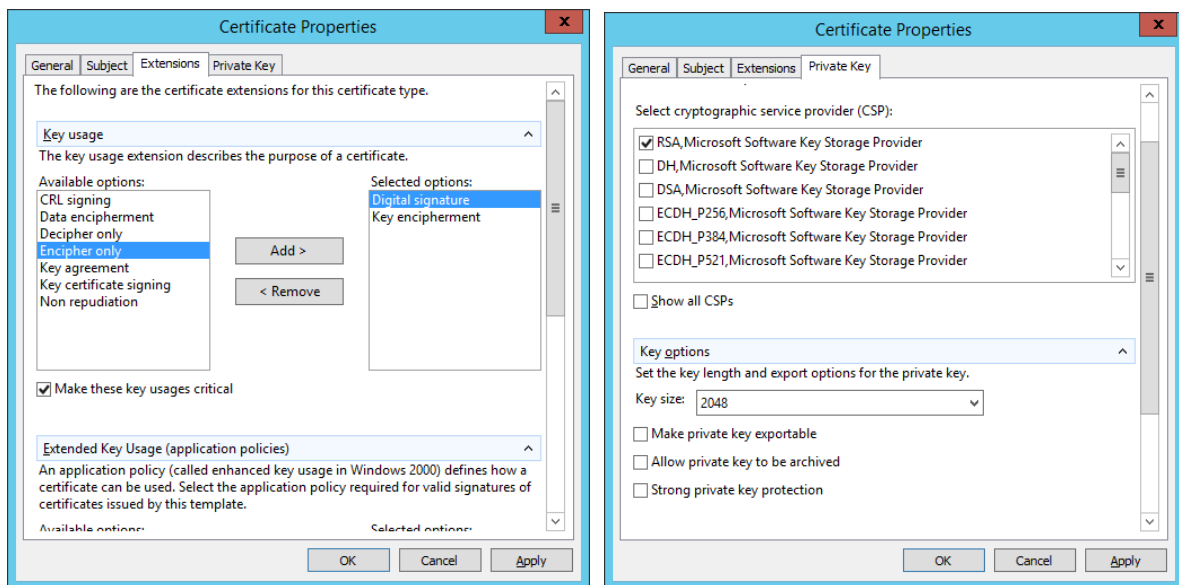 Certificate Properties
x
General Subject Extensions Private Key
The following are the certificate extensions for this certificate type.
Key usage
The key usage extension describes the purpose of a certificate.
Available options:
CRL signing
Data encipherment
Decipher only
Encipher only
Key agreement
Key certificate signing
Non repudiation
Add >
< Remove
Selected options:
Digital signature
Key encipherment
Make these key usages critical
Extended Key Usage (application policies)
An application policy (called enhanced key usage in Windows 2000) defines how a
certificate can be used. Select the application policy required for valid signatures of
certificates issued by this template.
Available options: Selected options:
OK Cancel Apply
Certificate Properties
x
General Subject Extensions Private Key
Select cryptographic service provider (CSP):
RSA,Microsoft Software Key Storage Provider
DH,Microsoft Software Key Storage Provider
DSA,Microsoft Software Key Storage Provider
ECDH_P256,Microsoft Software Key Storage Provider
ECDH_P384,Microsoft Software Key Storage Provider
ECDH_P521,Microsoft Software Key Storage Provider
Show all CSPs
Key options
Set the key length and export options for the private key.
Key size: 2048
Make private key exportable
Allow private key to be archived
Strong private key protection
OK Cancel Apply